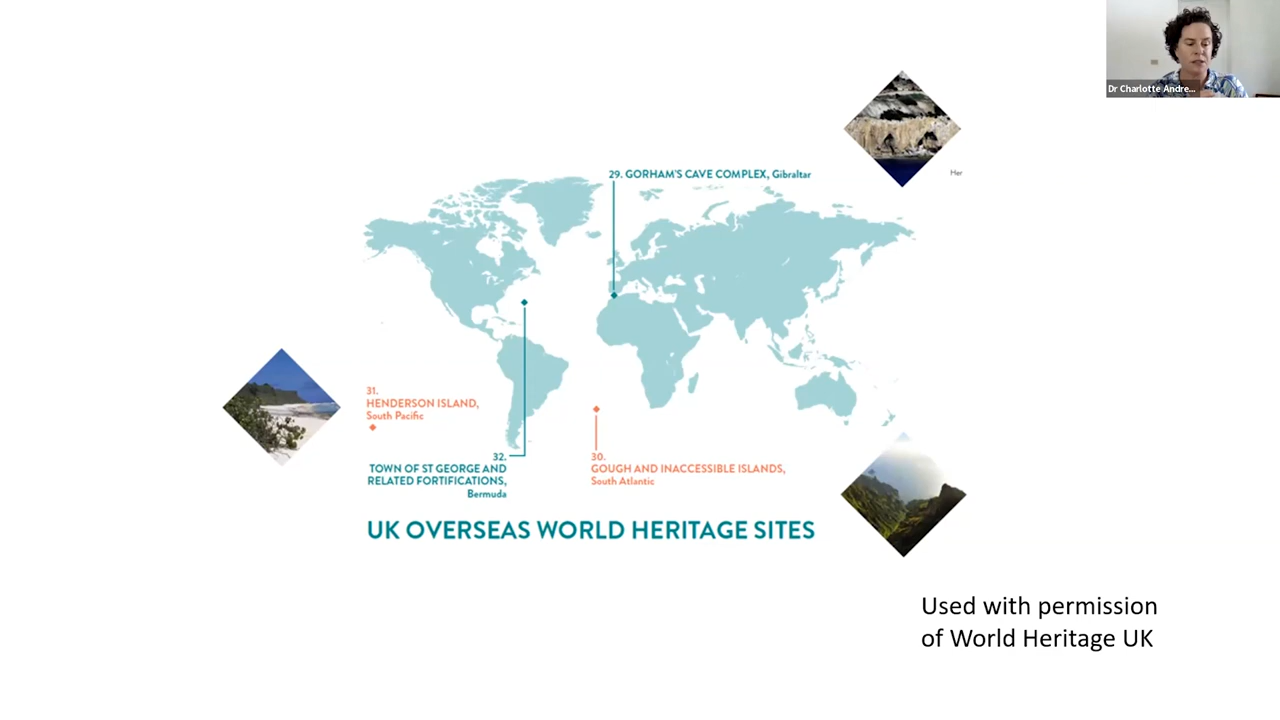 Dr Charlotte Andre...
Her
29. GORHAM'S CAVE COMPLEX, Gibraltar
31.
HENDERSON ISLAND,
South Pacific
32.
TOWN OF ST GEORGE AND
RELATED FORTIFICATIONS,
Bermuda
30.
GOUGH AND INACCESSIBLE ISLANDS,
South Atlantic
UK OVERSEAS WORLD HERITAGE SITES
Used with permission
of World Heritage UK